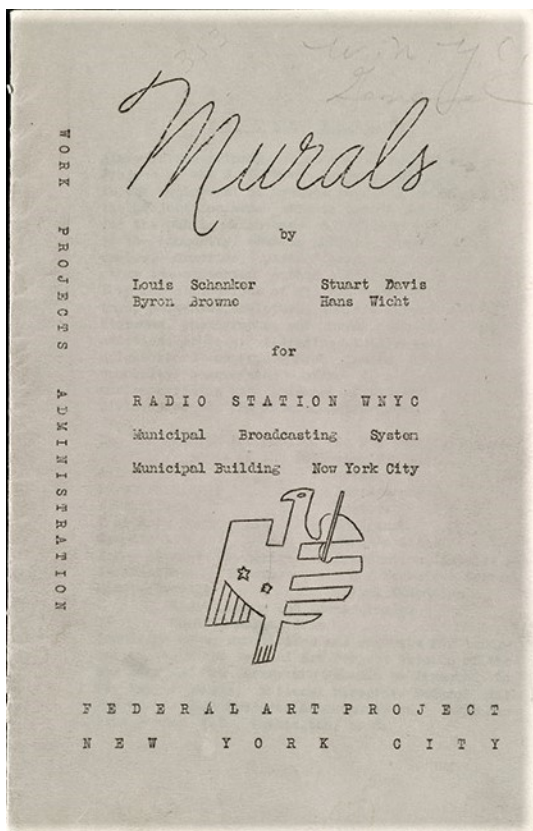 WORK PROJECTS ADMINISTRATION
Murals
by
Louis Schanker Stuart Davis
Byron Browne Hans Wicht
for
RADIO STATION WNYC
Municipal Broadcasting System
Municipal Building New York City
FEDERAL ART PROJECT
NEW YORK CITY